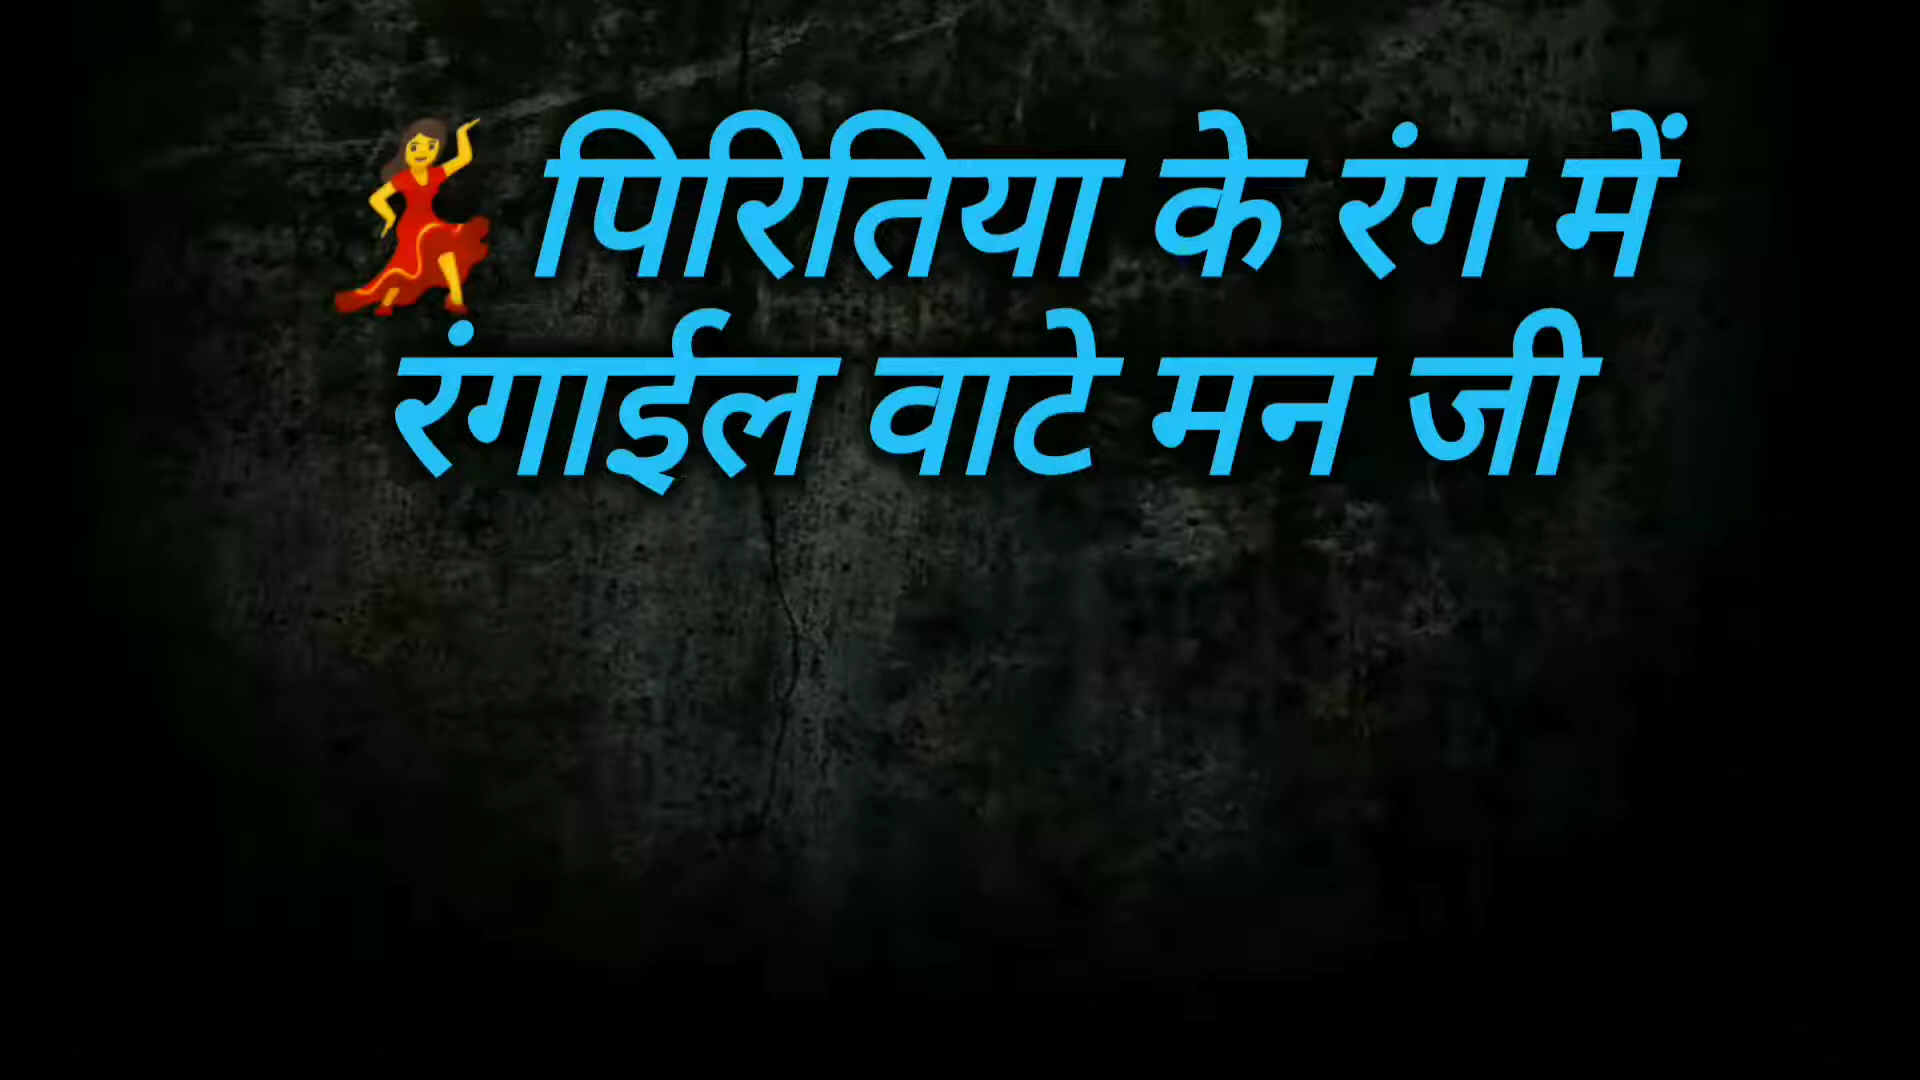 💃 पिरितिया के रंग में
रंगाईल वाटे मन जी